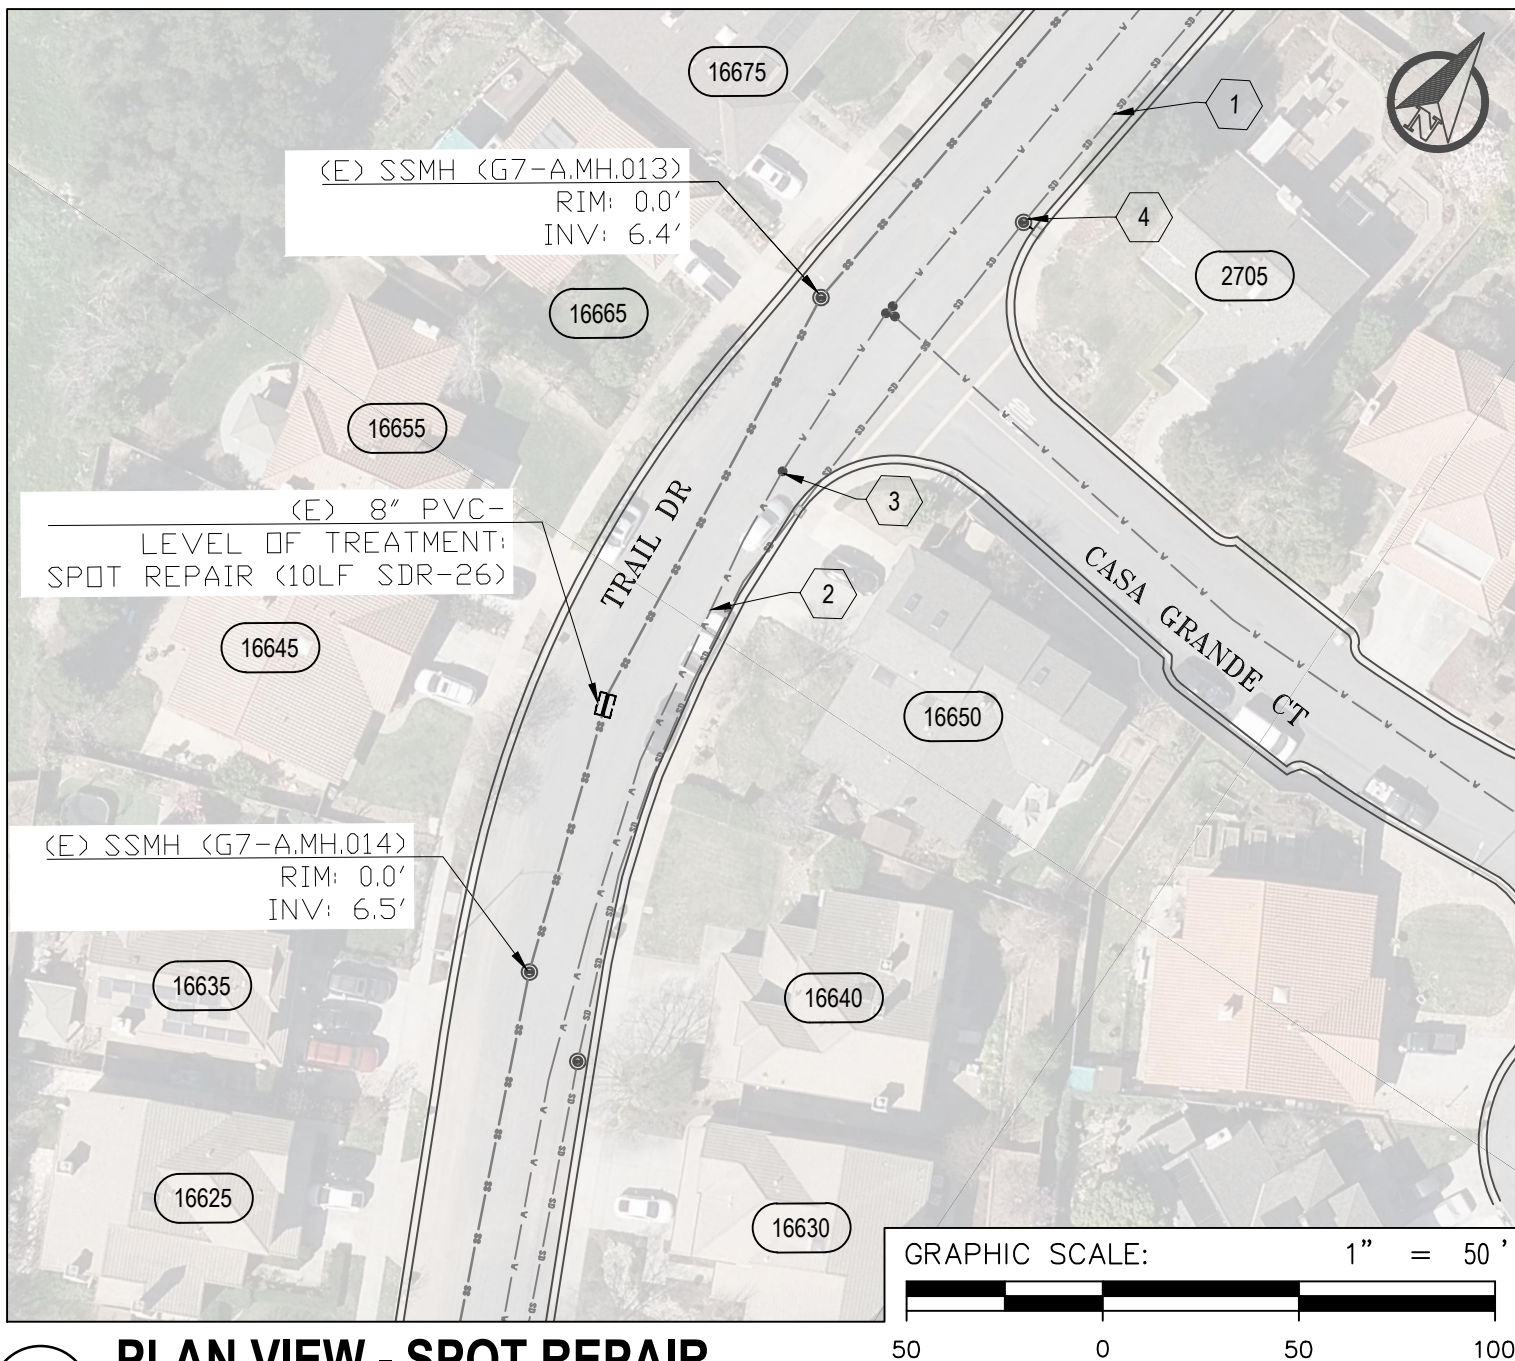 16675
1
(E) SSMH (G7-A.MH.013)
RIM: 0.0'
INV: 6.4'
4
2705
16665
16655
(E) 8" PVC-
LEVEL OF TREATMENT:
SPOT REPAIR (10LF SDR-26)
3
TRAIL DR
CASA GRANDE CT
2
16645
16650
(E) SSMH (G7-A.MH.014)
RIM: 0.0'
INV: 6.5'
16635
16640
16625
16630
N
GRAPHIC SCALE: 1" = 50'
50 0 50 100
PLAN VIEW - SPOT REPAIR